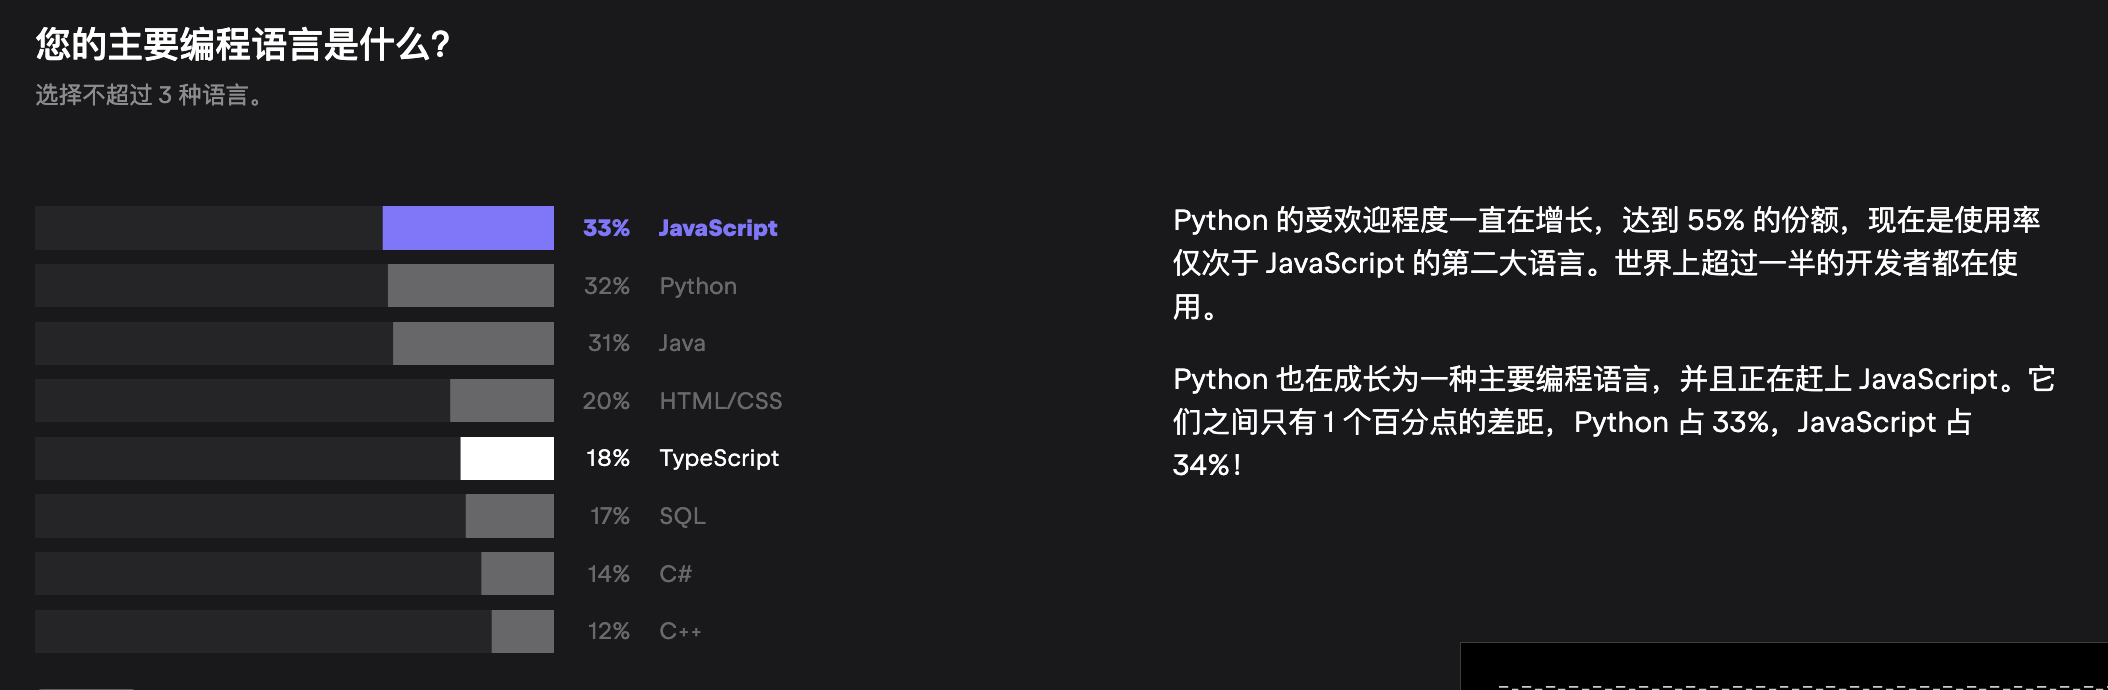 您的主要编程语言是什么?
选择不超过 3 种语言。
33% JavaScript
32% Python
31% Java
20% HTML/CSS
18% TypeScript
17% SQL
14% C#
12% C++
Python 的受欢迎程度一直在增长，达到 55% 的份额，现在是使用率
仅次于 JavaScript 的第二大语言。世界上超过一半的开发者都在使
用。
Python 也在成长为一种主要编程语言，并且正在赶上 JavaScript。它
们之间只有 1 个百分点的差距，Python 占 33%，JavaScript 占
34%！